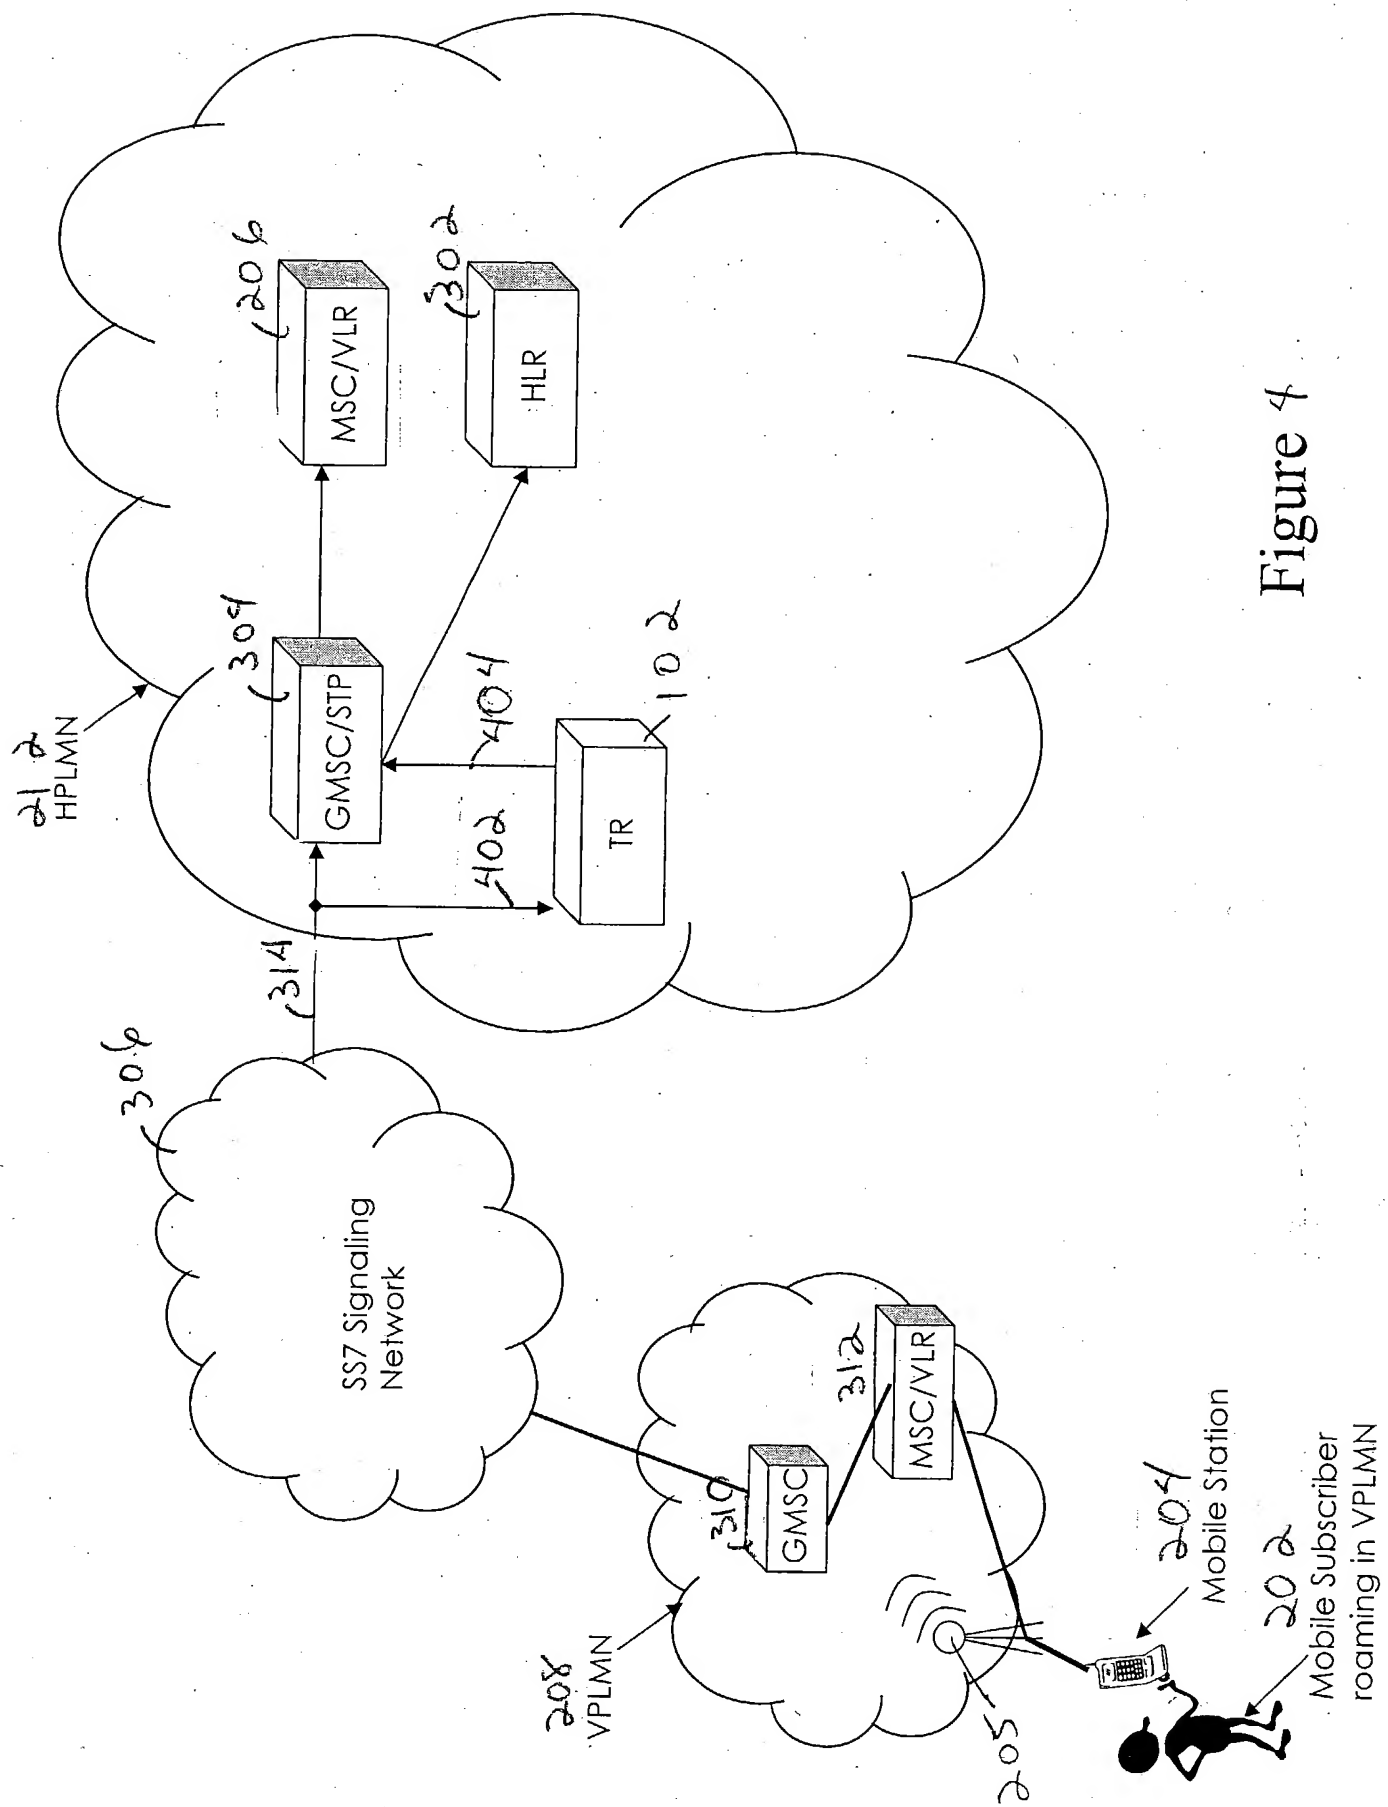 212
HPLMN
304
GMSC/STP
206
MSC/VLR
302
HLR
314
402
404
TR
102
306
SS7 Signaling
Network
208
VPLMN
310
GMSC
312
MSC/VLR
205
204
Mobile Station
202
Mobile Subscriber
roaming in VPLMN
Figure 4